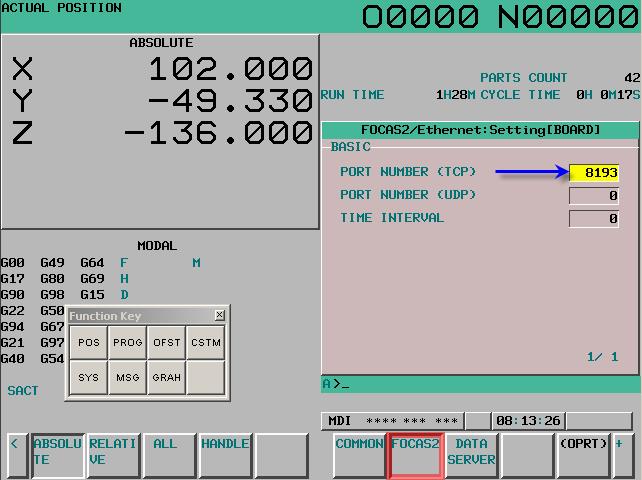 ACTUAL POSITION
O0000 N00000
ABSOLUTE
X 102.000
Y -49.330
Z -136.000
PARTS COUNT 42
RUN TIME 1H28M CYCLE TIME 0H 0M17S
FOCAS2/Ethernet:Setting[BOARD]
BASIC
PORT NUMBER (TCP) 8193
PORT NUMBER (UDP) 0
TIME INTERVAL 0
1/ 1
MODAL
G00 G49 G64 F M
G17 G80 G69 H
G90 G98 G15 D
G22 G50
G94 G67
G21 G97
G40 G54
SACT
Function Key
POS PROG OFST CSTM
SYS MSG GRAH
A>_
MDI **** *** *** 08:13:26
< ABSOLU
TE
RELATI
VE
ALL
HANDLE
COMMON
FOCAS2
DATA
SERVER
(OPRT) +